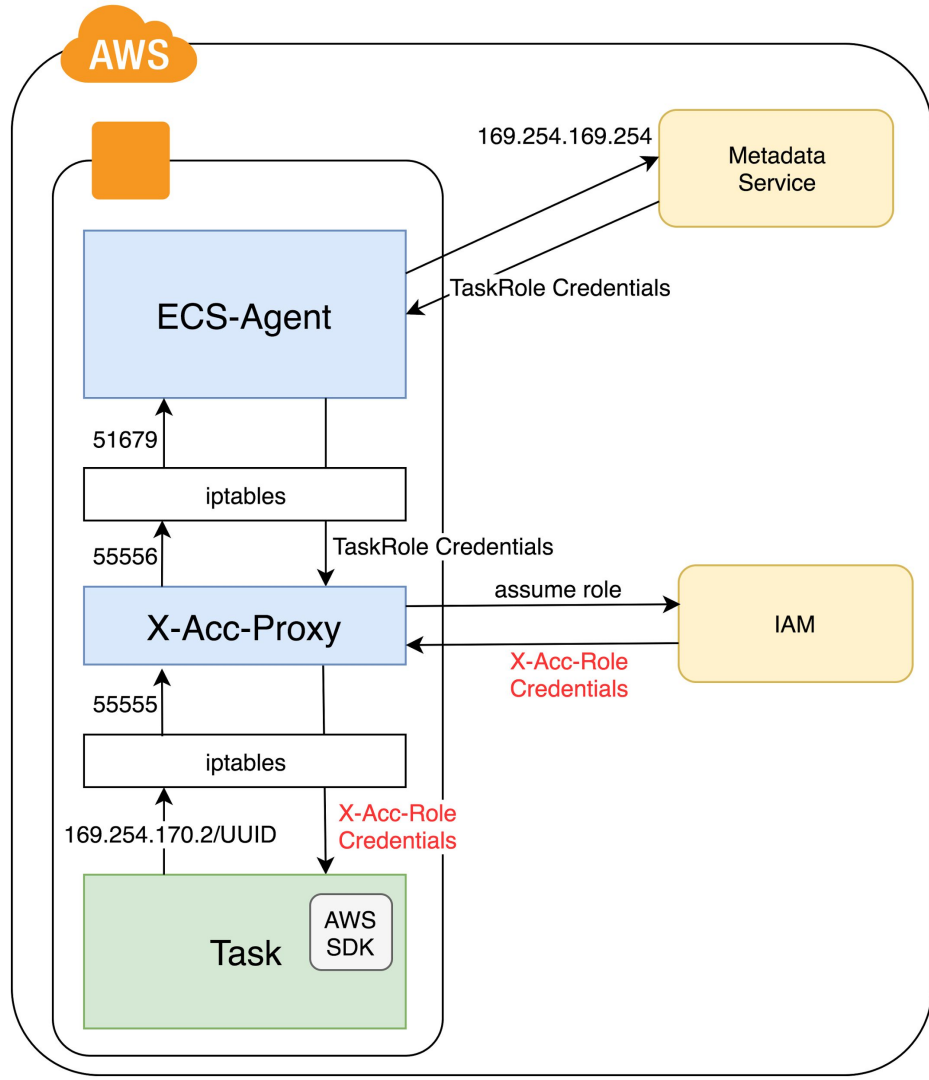 AWS
169.254.169.254
Metadata
Service
TaskRole Credentials
ECS-Agent
51679
iptables
55556
TaskRole Credentials
assume role
X-Acc-Proxy
IAM
X-Acc-Role
Credentials
55555
iptables
X-Acc-Role
Credentials
169.254.170.2/UUID
AWS
SDK
Task